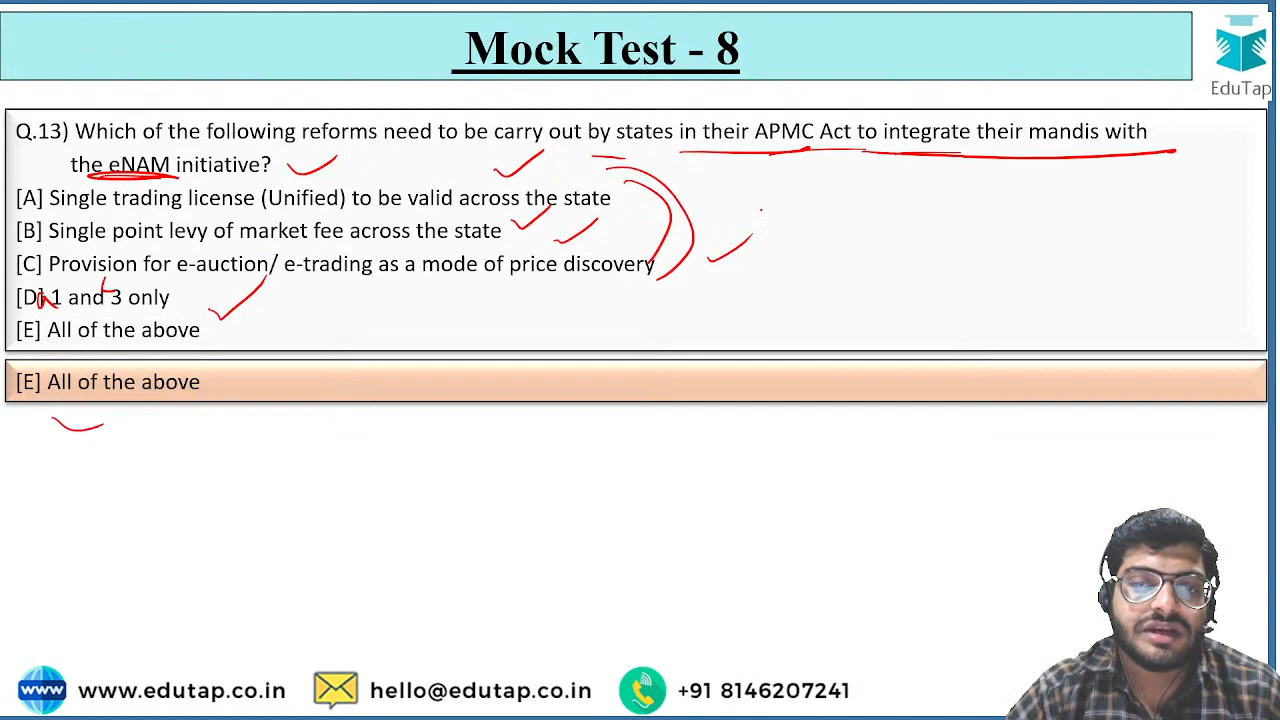 Mock Test - 8
EduTap
Q.13) Which of the following reforms need to be carry out by states in their APMC Act to integrate their mandis with
the eNAM initiative?
[A] Single trading license (Unified) to be valid across the state
[B] Single point levy of market fee across the state
[C] Provision for e-auction/ e-trading as a mode of price discovery
[D] 1 and 3 only
[E] All of the above
[E] All of the above
www www.edutap.co.in hello@edutap.co.in +91 8146207241